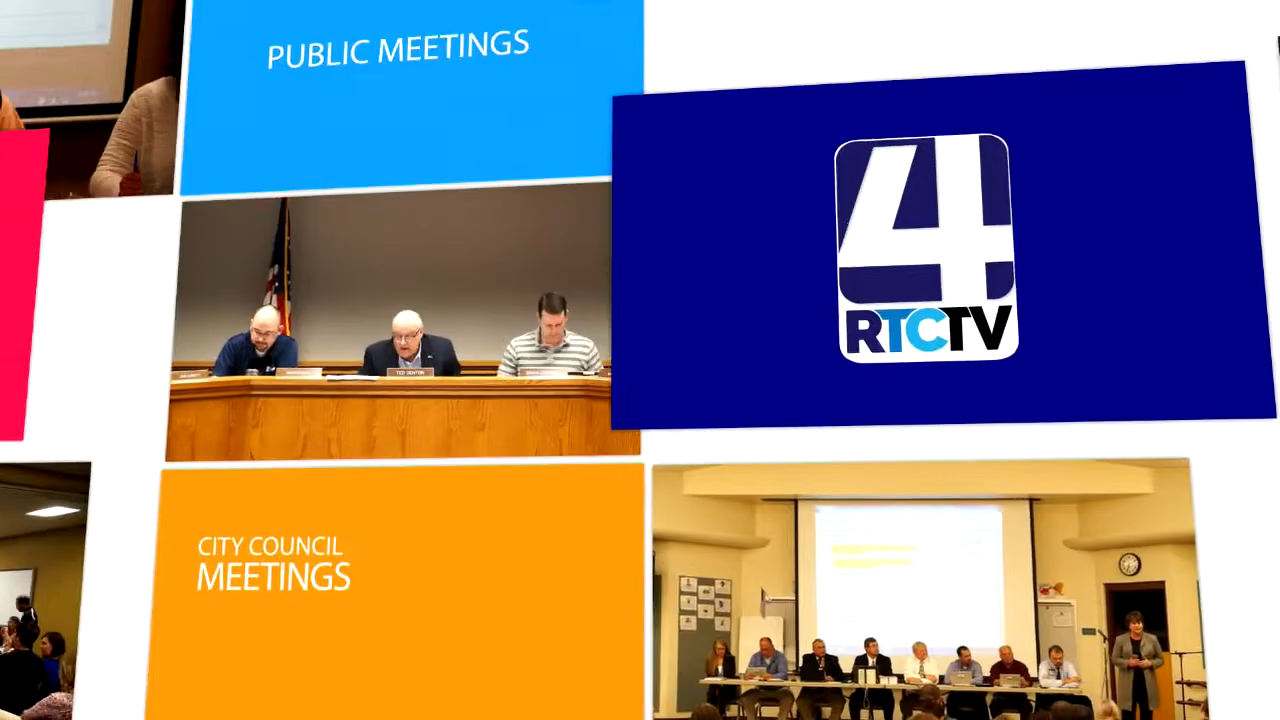 PUBLIC MEETINGS
4
RTCTV
TED DENTON
CITY COUNCIL
MEETINGS